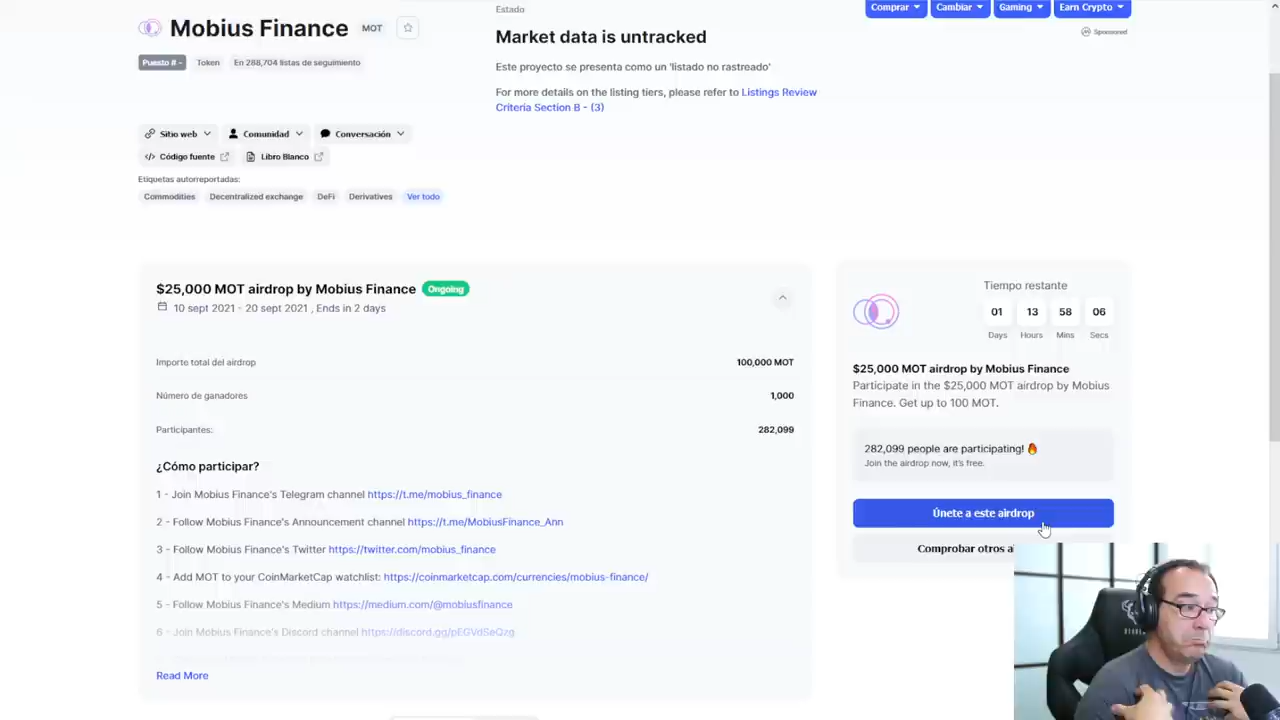 Mobius Finance MOT
Puesto # -
Token
En 288,704 listas de seguimiento
Sitio web
Comunidad
Conversación
Código fuente
Libro Blanco
Etiquetas autorreportadas:
Commodities
Decentralized exchange
DeFi
Derivatives
Ver todo
Estado
Market data is untracked
Este proyecto se presenta como un 'listado no rastreado'
For more details on the listing tiers, please refer to Listings Review
Criteria Section B - (3)
Comprar
Cambiar
Gaming
Earn Crypto
Sponsored
$25,000 MOT airdrop by Mobius Finance Ongoing
10 sept 2021 - 20 sept 2021 , Ends in 2 days
Importe total del airdrop 100,000 MOT
Número de ganadores 1,000
Participantes: 282,099
¿Cómo participar?
1 - Join Mobius Finance's Telegram channel https://t.me/mobius_finance
2 - Follow Mobius Finance's Announcement channel https://t.me/MobiusFinance_Ann
3 - Follow Mobius Finance's Twitter https://twitter.com/mobius_finance
4 - Add MOT to your CoinMarketCap watchlist: https://coinmarketcap.com/currencies/mobius-finance/
5 - Follow Mobius Finance's Medium https://medium.com/@mobiusfinance
6 - Join Mobius Finance's Discord channel https://discord.gg/pEGVdSeQzg
Read More
Tiempo restante
01 13 58 06
Days Hours Mins Secs
$25,000 MOT airdrop by Mobius Finance
Participate in the $25,000 MOT airdrop by Mobius
Finance. Get up to 100 MOT.
282,099 people are participating! 🔥
Join the airdrop now, it's free.
Únete a este airdrop
Comprobar otros